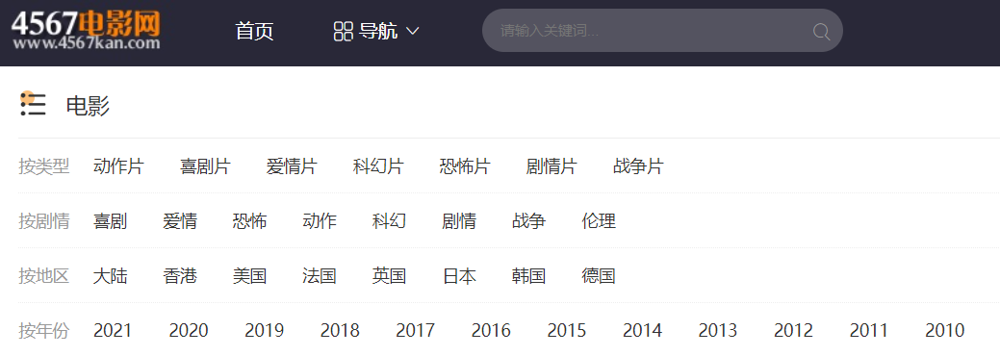 4567电影网
www.4567kan.com
首页 导航 请输入关键词...
电影
按类型 动作片 喜剧片 爱情片 科幻片 恐怖片 剧情片 战争片
按剧情 喜剧 爱情 恐怖 动作 科幻 剧情 战争 伦理
按地区 大陆 香港 美国 法国 英国 日本 韩国 德国
按年份 2021 2020 2019 2018 2017 2016 2015 2014 2013 2012 2011 2010